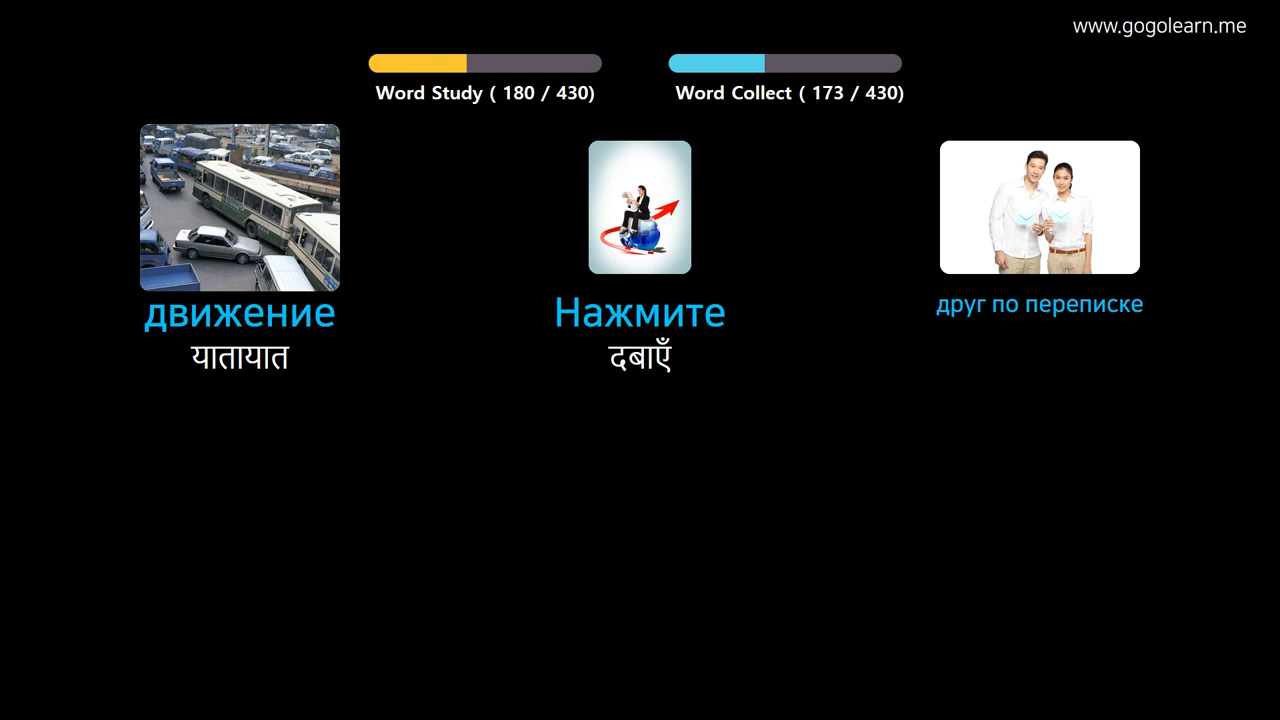 www.gogolearn.me
Word Study ( 180 / 430)
Word Collect ( 173 / 430)
движение
Нажмите
друг по переписке
यातायात
दबाएँ